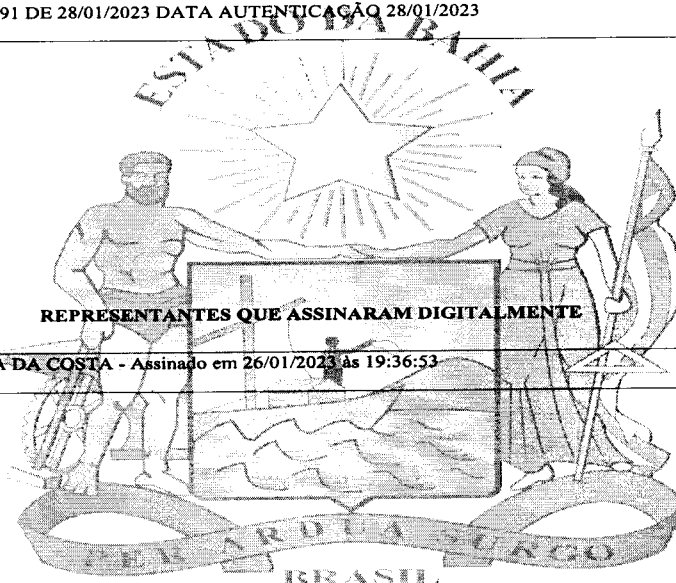 91 DE 28/01/2023 DATA AUTENTICAÇÃO 28/01/2023
ESTADO DA BAHIA
REPRESENTANTES QUE ASSINARAM DIGITALMENTE
A DA COSTA - Assinado em 26/01/2023 às 19:36:53
PER ARDUA SURGO
BRASIL